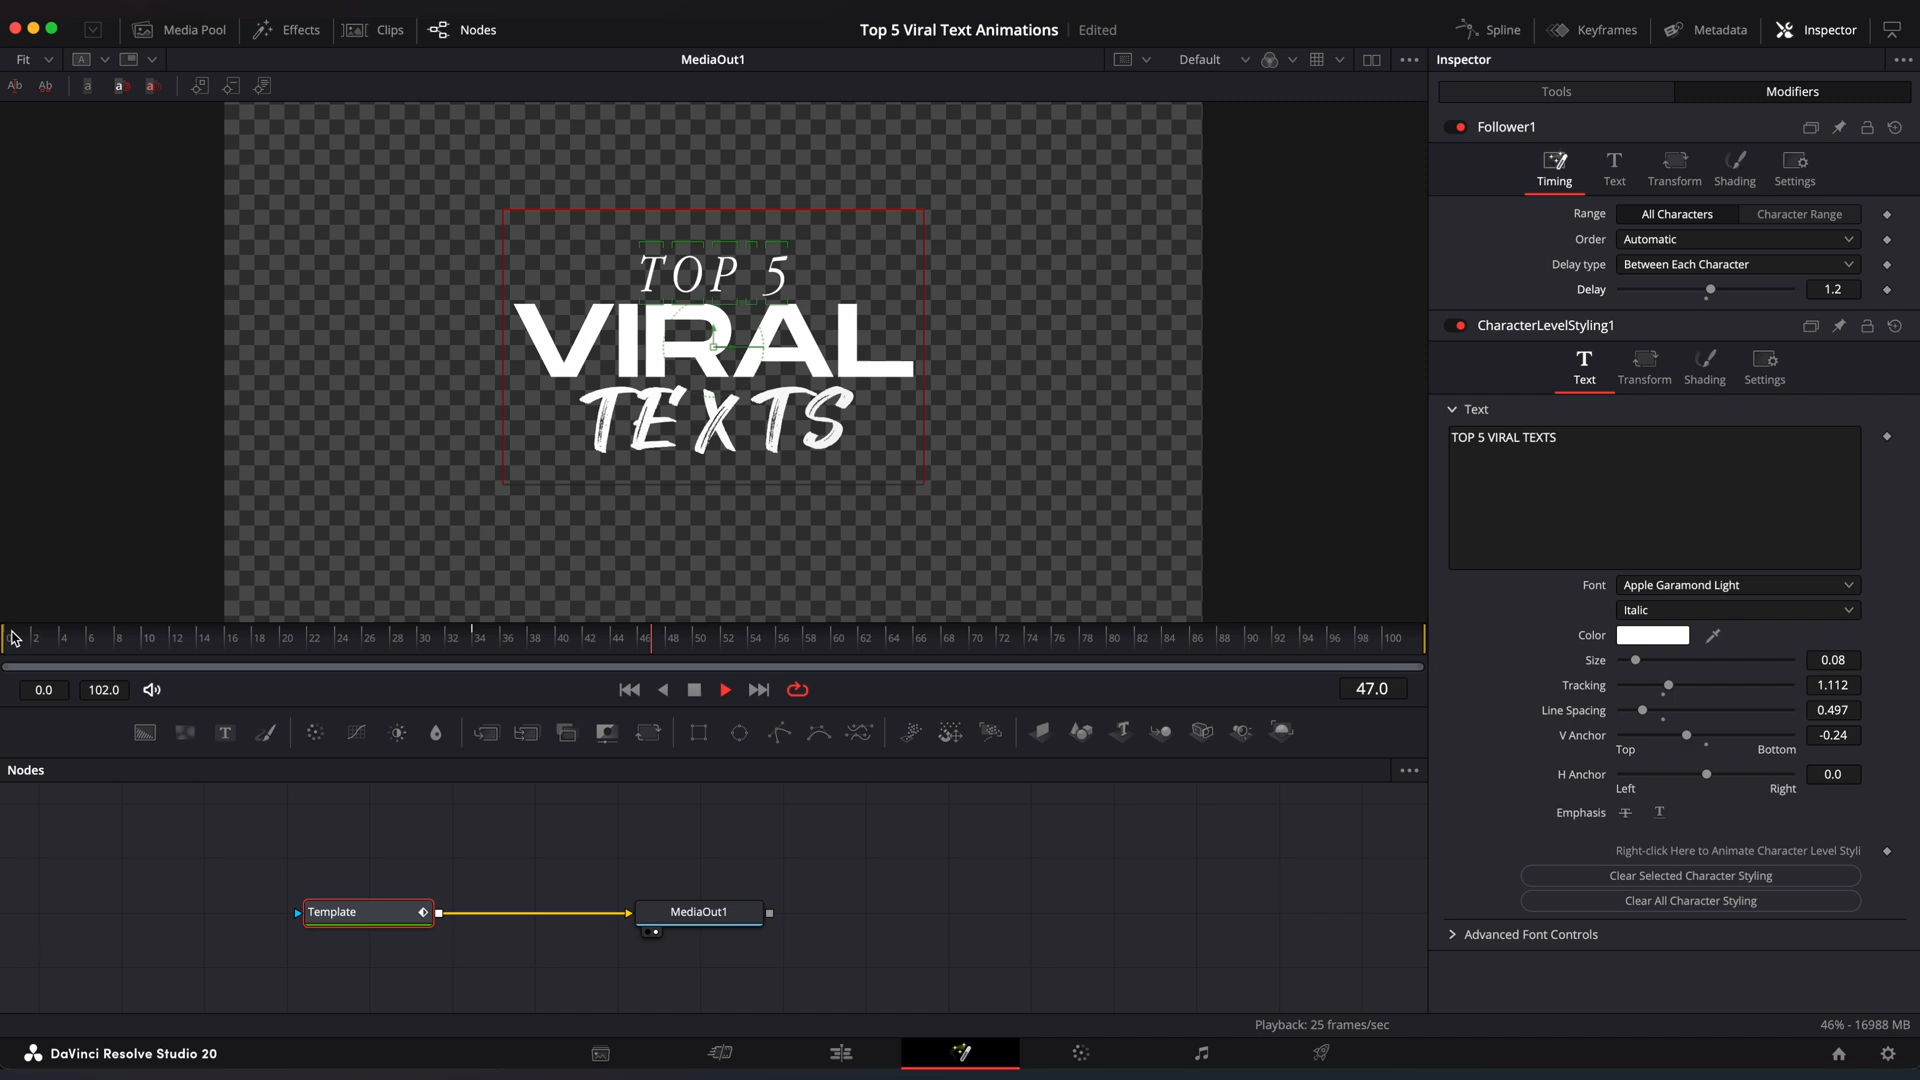 Media Pool
Effects
Clips
Nodes
Top 5 Viral Text Animations
Edited
Spline
Keyframes
Metadata
Inspector
Fit
A
MediaOut1
Default
Inspector
Ab
Ab
a
a
a
Tools
Modifiers
Follower1
Timing
Text
Transform
Shading
Settings
Range
All Characters
Character Range
Order
Automatic
Delay type
Between Each Character
Delay
1.2
CharacterLevelStyling1
Text
Transform
Shading
Settings
Text
TOP 5 VIRAL TEXTS
TOP 5
VIRAL
TEXTS
Font
Apple Garamond Light
Italic
Color
Size
0.08
Tracking
1.112
Line Spacing
0.497
V Anchor
-0.24
Top
Bottom
H Anchor
0.0
Left
Right
Emphasis
Right-click Here to Animate Character Level Styli
Clear Selected Character Styling
Clear All Character Styling
Advanced Font Controls
2 4 6 8 10 12 14 16 18 20 22 24 26 28 30 32 34 36 38 40 42 44 46 48 50 52 54 56 58 60 62 64 66 68 70 72 74 76 78 80 82 84 86 88 90 92 94 96 98 100
0.0
102.0
47.0
Nodes
Template
MediaOut1
Playback: 25 frames/sec
46% - 16988 MB
DaVinci Resolve Studio 20